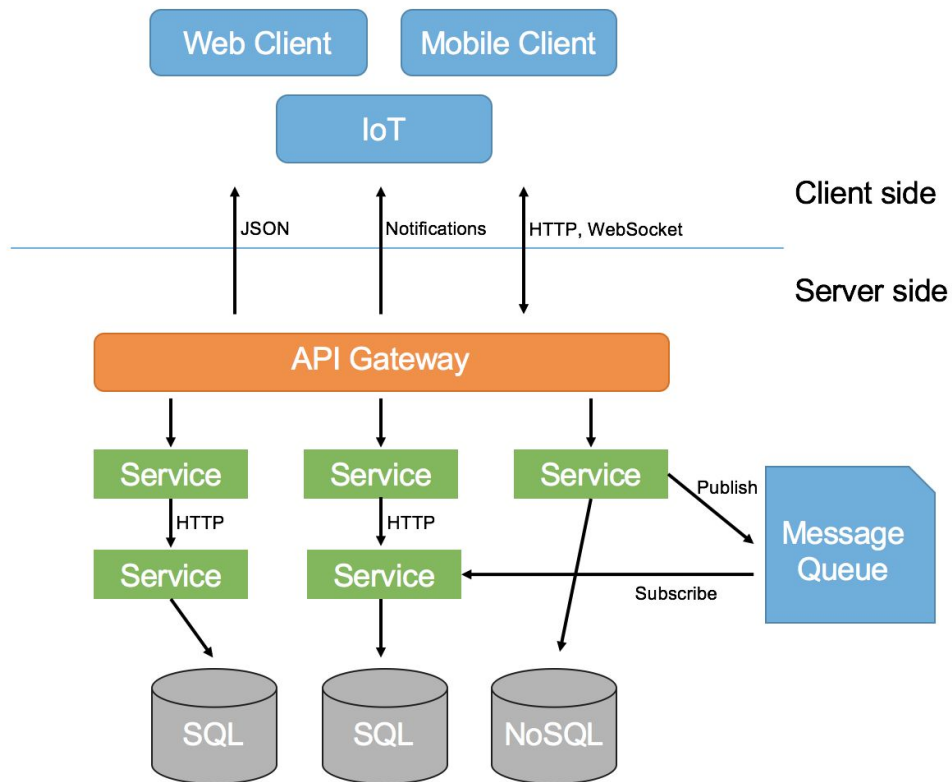 Web Client
Mobile Client
IoT
Client side
JSON
Notifications
HTTP, WebSocket
Server side
API Gateway
Service
Service
Service
Publish
HTTP
HTTP
Message
Queue
Service
Service
Subscribe
SQL
SQL
NoSQL